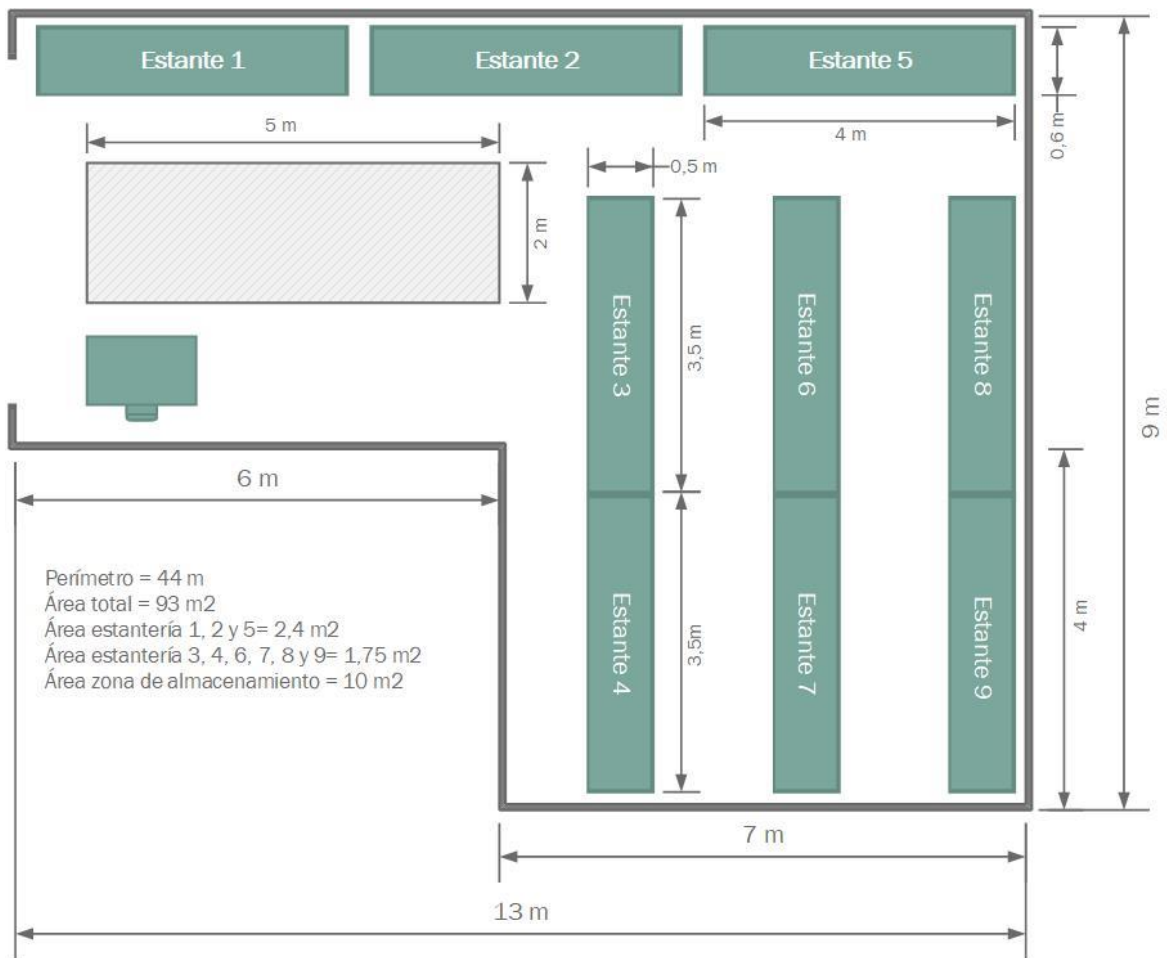 Estante 1
Estante 2
Estante 5
5 m
4 m
0,6 m
0,5 m
2 m
Estante 3
3,5 m
Estante 6
Estante 8
9 m
6 m
Perímetro = 44 m
Área total = 93 m2
Área estantería 1, 2 y 5= 2,4 m2
Área estantería 3, 4, 6, 7, 8 y 9= 1,75 m2
Área zona de almacenamiento = 10 m2
Estante 4
3,5m
Estante 7
Estante 9
4 m
7 m
13 m